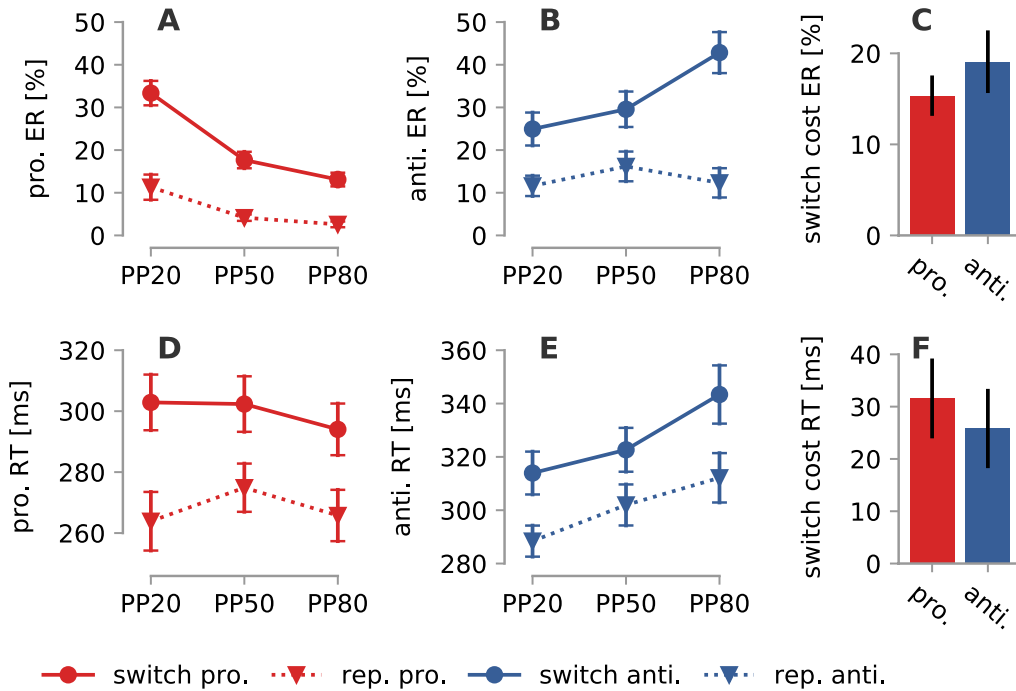 A
pro. ER [%]
50
40
30
20
10
0
PP20 PP50 PP80
B
anti. ER [%]
50
40
30
20
10
0
PP20 PP50 PP80
C
switch cost ER [%]
20
10
0
pro. anti.
D
pro. RT [ms]
320
300
280
260
PP20 PP50 PP80
E
anti. RT [ms]
360
340
320
300
280
PP20 PP50 PP80
F
switch cost RT [ms]
40
30
20
10
0
pro. anti.
switch pro. rep. pro. switch anti. rep. anti.